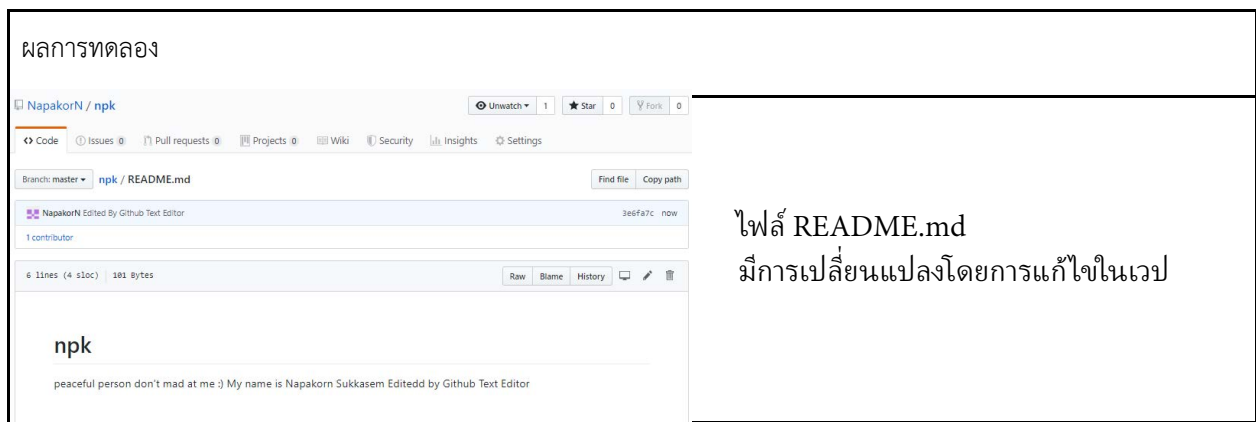 ผลการทดลอง
NapakorN / npk
Unwatch 1 Star 0 Fork 0
Code Issues 0 Pull requests 0 Projects 0 Wiki Security Insights Settings
Branch: master npk / README.md Find file Copy path
NapakorN Edited By Github Text Editor 3e6fa7c now
1 contributor
6 lines (4 sloc) 101 Bytes Raw Blame History
npk
peaceful person don't mad at me :) My name is Napakorn Sukkasem Editedd by Github Text Editor
ไฟล์ README.md
มีการเปลี่ยนแปลงโดยการแก้ไขในเวป